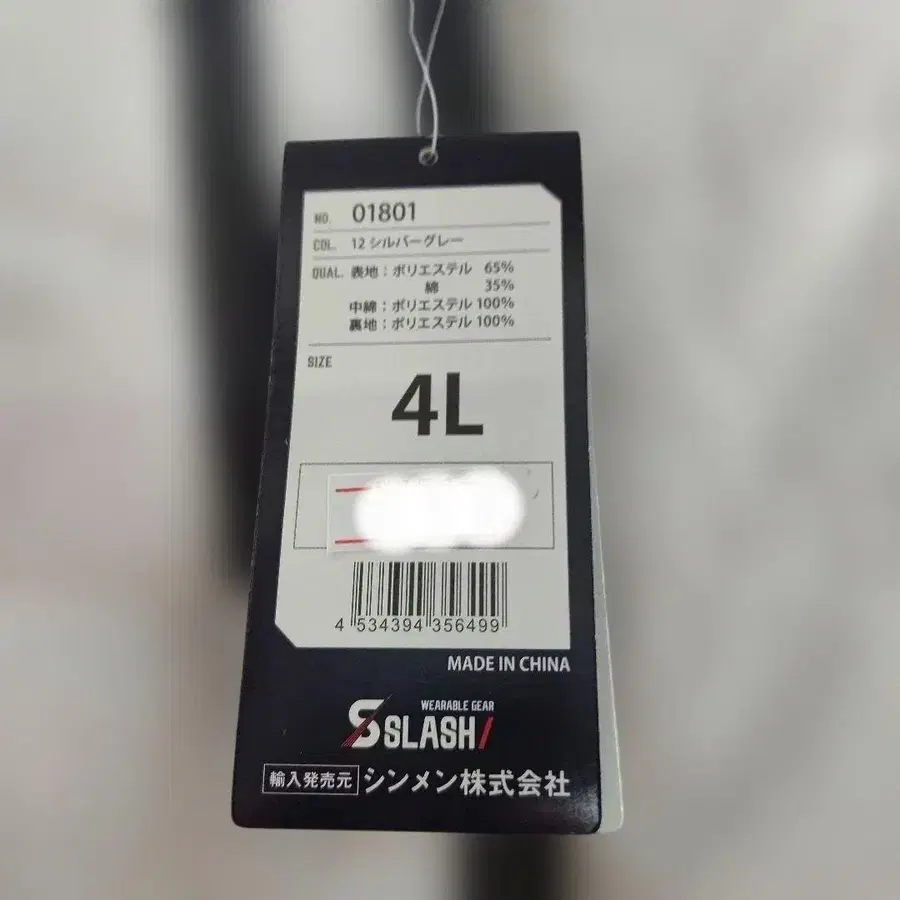 NO. 01801
COL. 12 シルバーグレー
QUAL. 表地：ポリエステル 65%
綿 35%
中綿：ポリエステル 100%
裏地：ポリエステル 100%
SIZE
4L
4 534394 356499
MADE IN CHINA
WEARABLE GEAR
S SLASH/
輸入発売元 シンメン株式会社